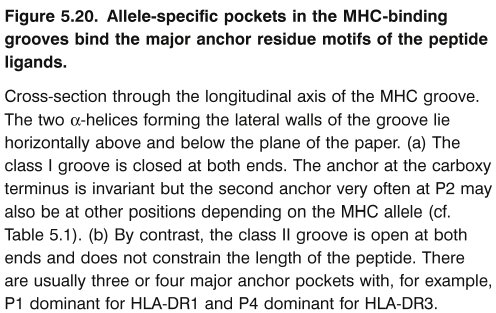 Figure 5.20. Allele-specific pockets in the MHC-binding
grooves bind the major anchor residue motifs of the peptide
ligands.
Cross-section through the longitudinal axis of the MHC groove.
The two α-helices forming the lateral walls of the groove lie
horizontally above and below the plane of the paper. (a) The
class I groove is closed at both ends. The anchor at the carboxy
terminus is invariant but the second anchor very often at P2 may
also be at other positions depending on the MHC allele (cf.
Table 5.1). (b) By contrast, the class II groove is open at both
ends and does not constrain the length of the peptide. There
are usually three or four major anchor pockets with, for example,
P1 dominant for HLA-DR1 and P4 dominant for HLA-DR3.